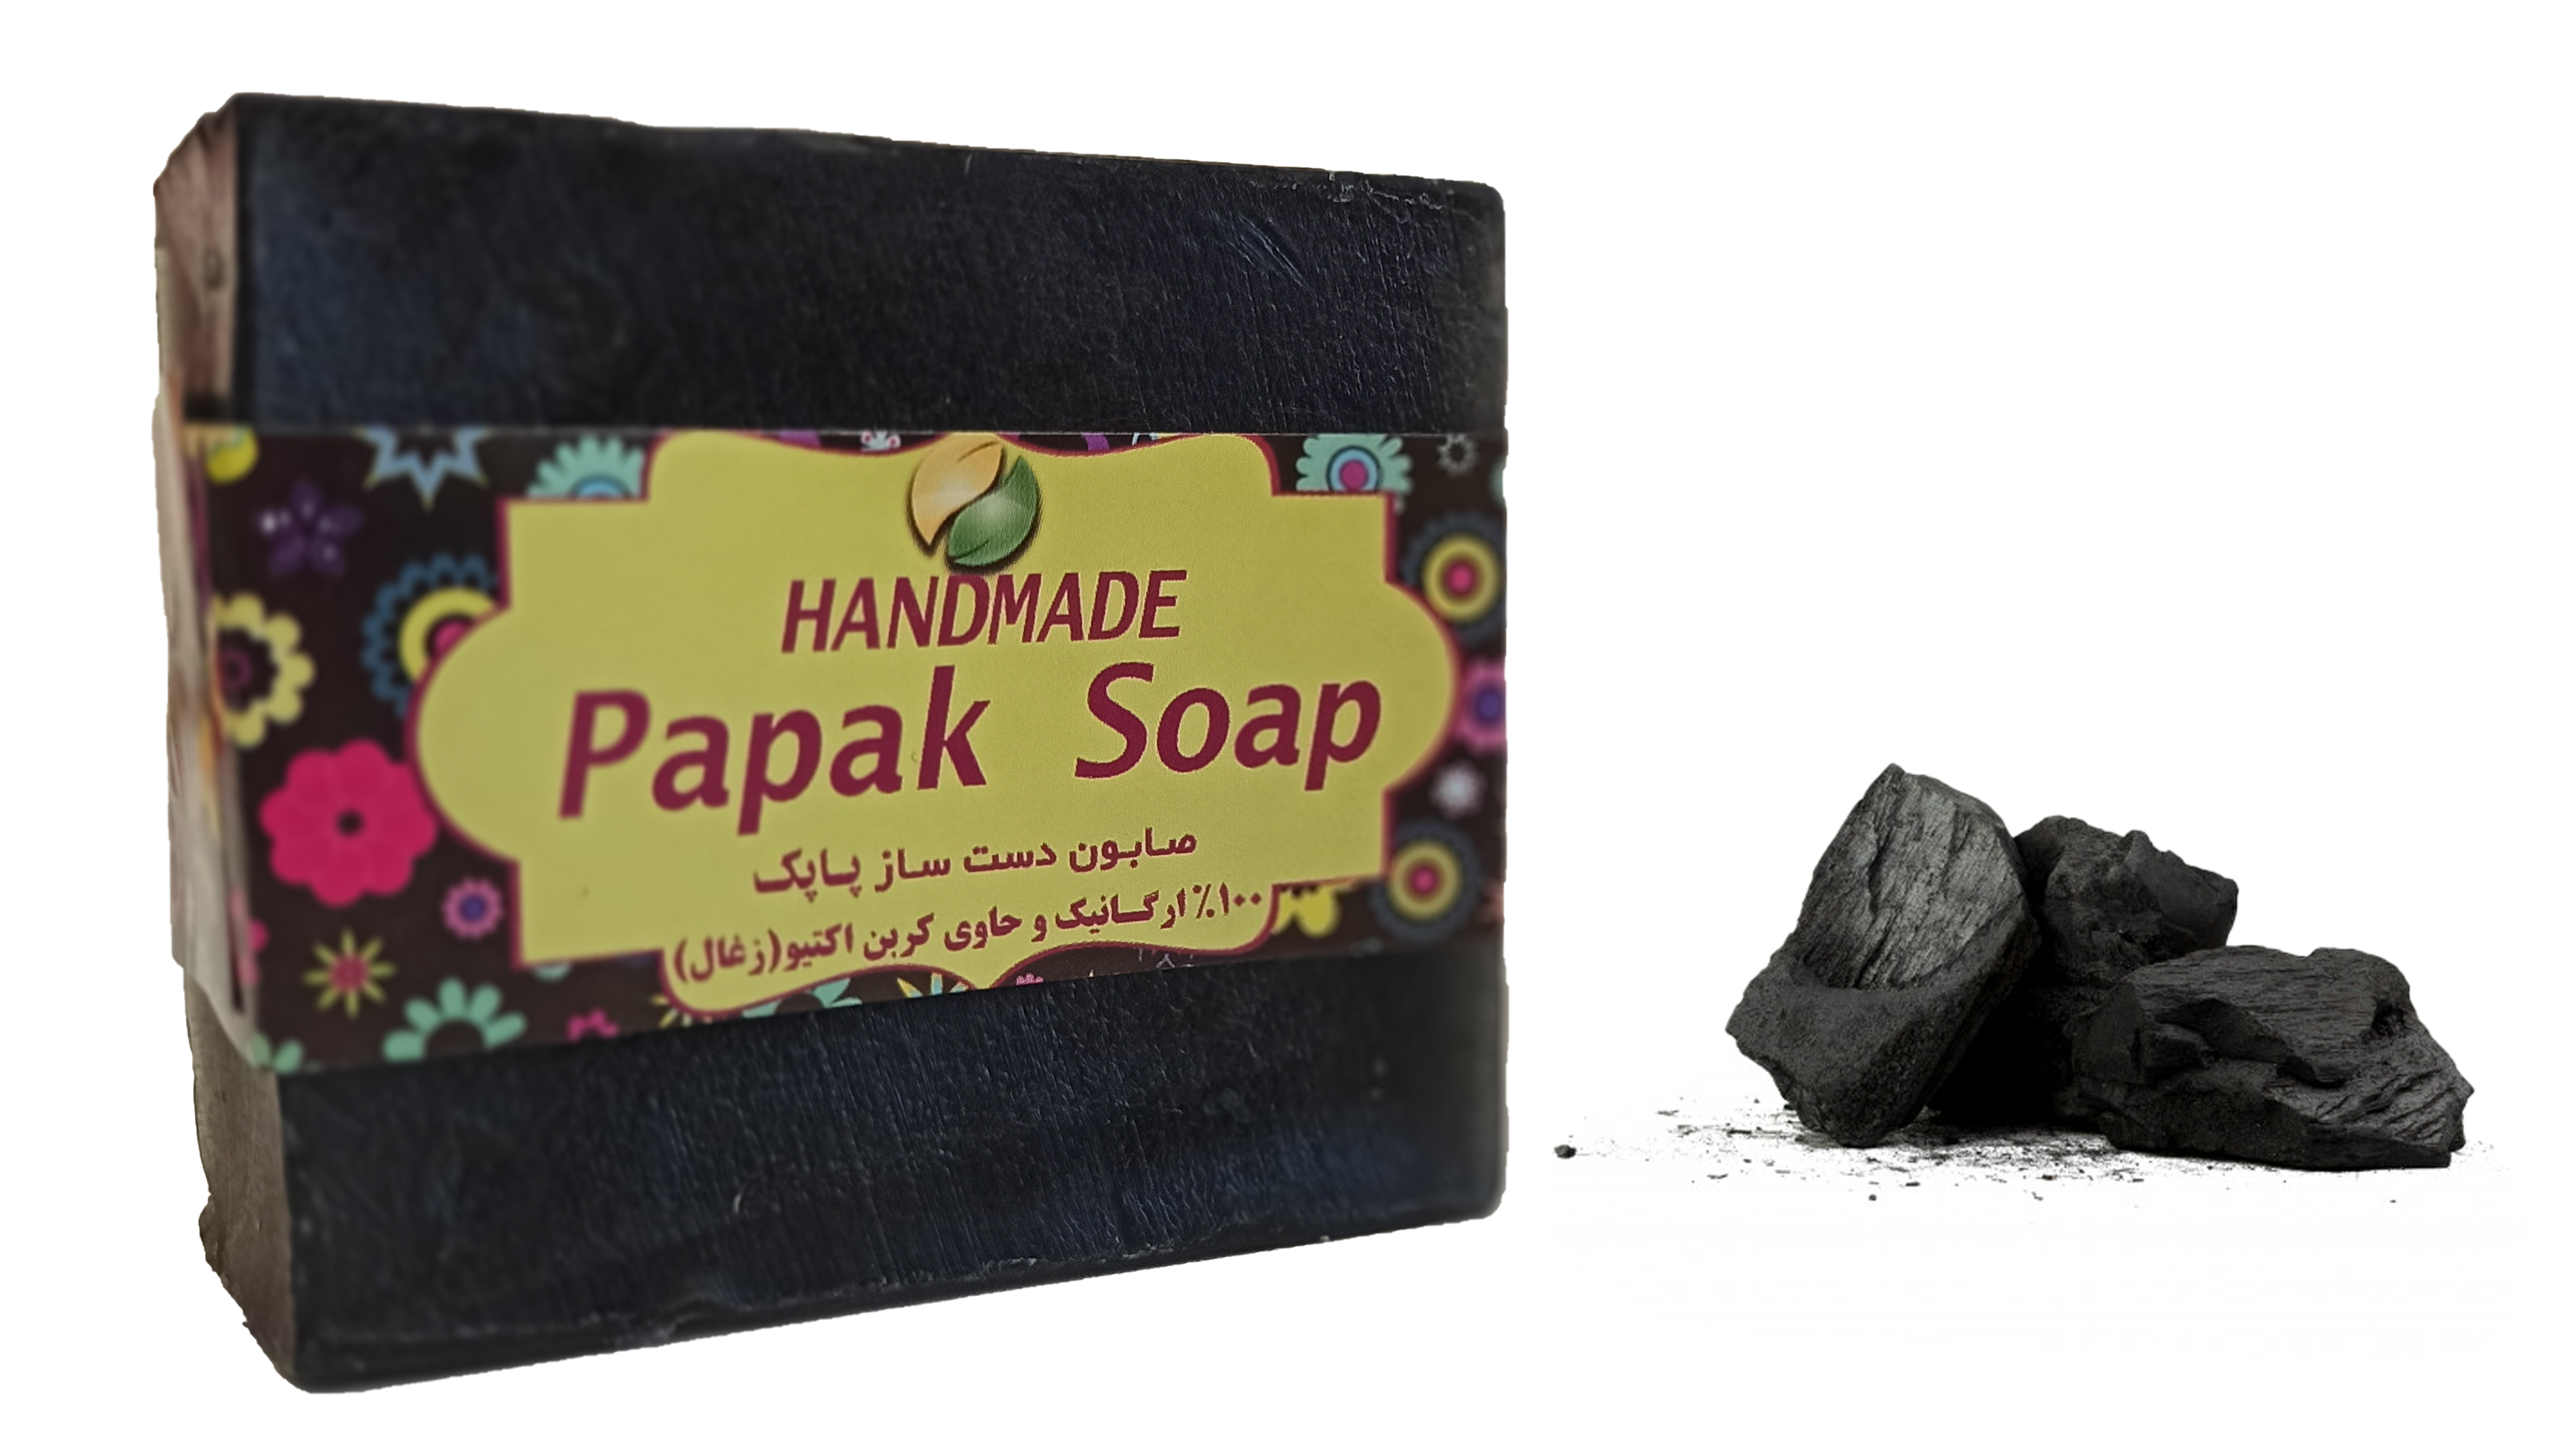 HANDMADE
Papak Soap
صابون دست ساز پاپک
۱۰۰٪ ارگانیک و حاوی کربن اکتیو(زغال)